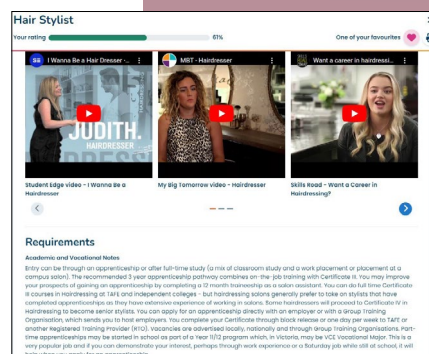 Hair Stylist
Your rating 61% One of your favourites
SE I Wanna Be a Hair Dresser - MBT - Hairdresser Want a career in hairdressi...
JUDITH.
HAIRDRESSER
Student Edge video - I Wanna Be a My Big Tomorrow video - Hairdresser Skills Road - Want a Career in
Hairdresser Hairdressing?
Requirements
Academic and Vocational Notes
Entry can be through an apprenticeship or after full-time study (a mix of classroom study and a work placement or placement at a
campus salon). The recommended 3 year apprenticeship pathway combines on-the-job training with Certificate III. You may improve
your prospects of gaining an apprenticeship by completing a 12 month traineeship as a salon assistant. You can do full time Certificate
III courses in Hairdressing at TAFE and independent colleges - but hairdressing salons generally prefer to take on stylists that have
completed apprenticeships as they have extensive experience of working in salons. Some hairdressers will proceed to Certificate IV in
Hairdressing to become senior stylists. You can apply for an apprenticeship directly with an employer or with a Group Training
Organisation, which sends you to host employers. You complete your Certificate through block release or one day per week to TAFE or
another Registered Training Provider (RTO). Vacancies are advertised locally, nationally and through Group Training Organisations. Part-
time apprenticeships may be started in school as part of a Year 11/12 program which, in Victoria, may be VCE Vocational Major. This is a
very popular job and if you can demonstrate your interest, perhaps through work experience or a Saturday job while still at school, it will